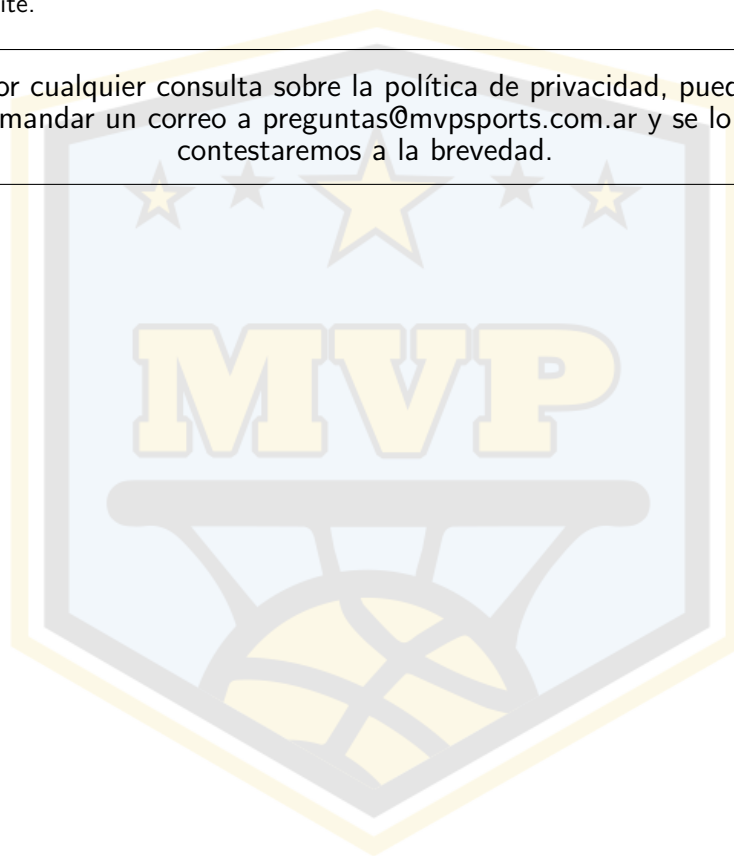 ite.
or cualquier consulta sobre la política de privacidad, pued
mandar un correo a preguntas@mvpsports.com.ar y se lo
contestaremos a la brevedad.
MVP